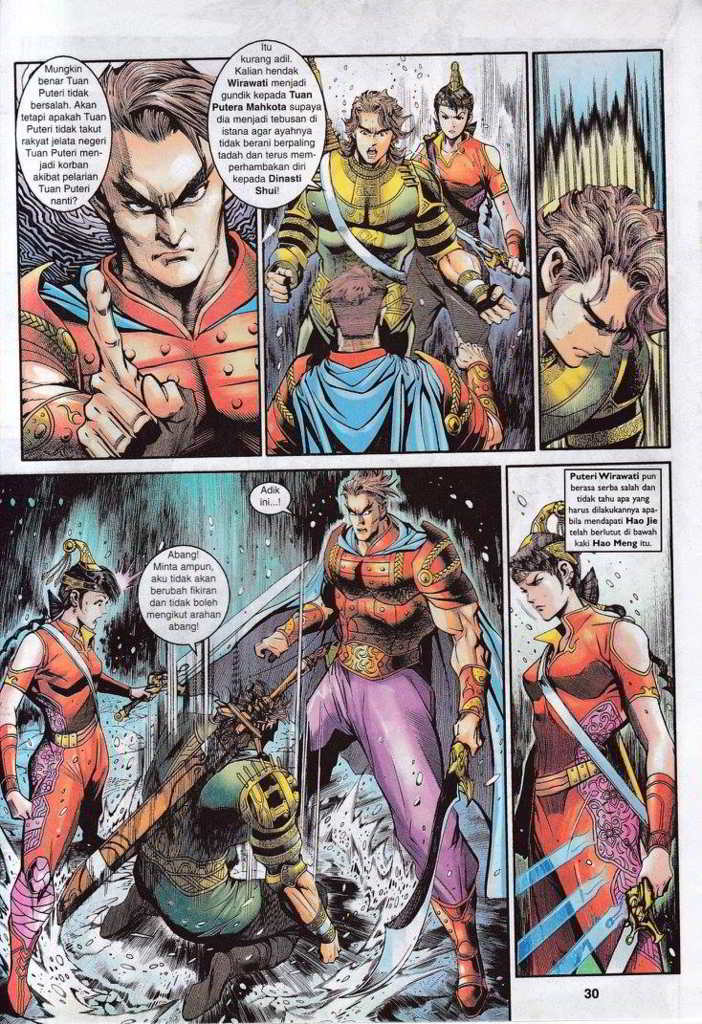 Mungkin
benar Tuan
Puteri tidak
bersalah. Akan
tetapi apakah Tuan
Puteri tidak takut
rakyat jelata negeri
Tuan Puteri men-
jadi korban
akibat pelarian
Tuan Puteri
nanti?
Itu
kurang adil.
Kalian hendak
Wirawati menjadi
gundik kepada Tuan
Putera Mahkota supaya
dia menjadi tebusan di
istana agar ayahnya
tidak berani berpaling
tadah dan terus mem-
perhambakan diri
kepada Dinasti
Shui!
Adik
ini...!
Abang!
Minta ampun,
aku tidak akan
berubah fikiran
dan tidak boleh
mengikut arahan
abang!
Puteri Wirawati pun
berasa serba salah dan
tidak tahu apa yang
harus dilakukannya apa-
bila mendapati Hao Jie
telah berlutut di bawah
kaki Hao Meng itu.
30